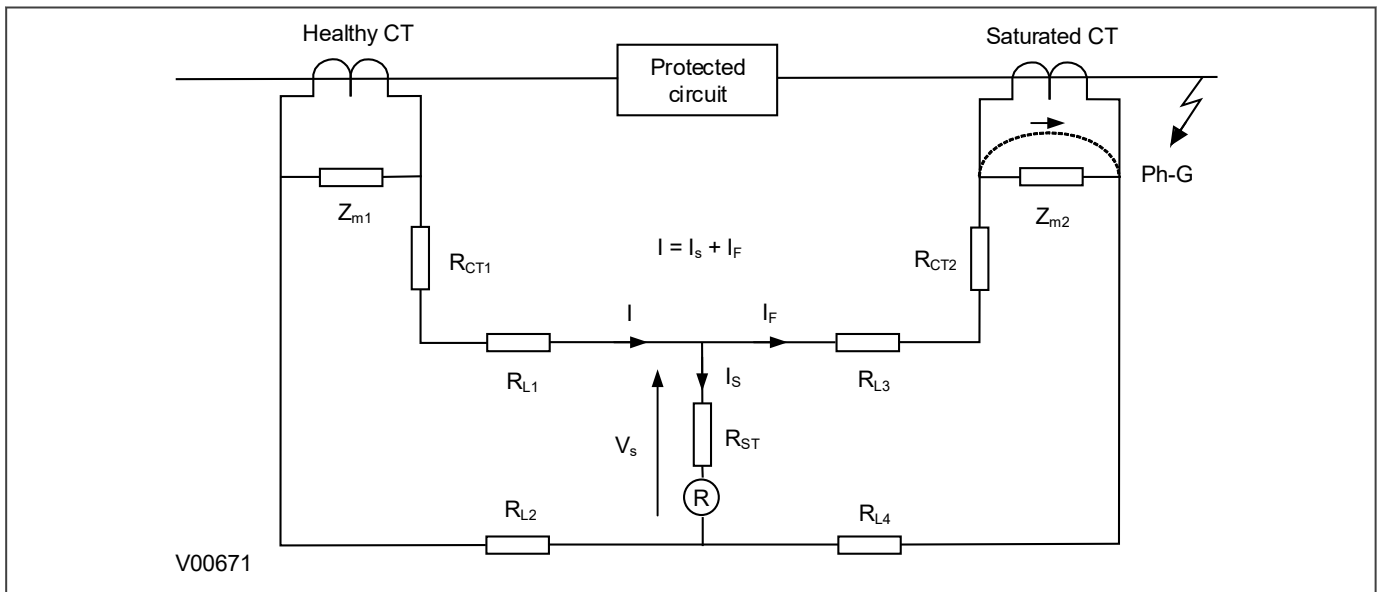 Healthy CT
Saturated CT
Protected
circuit
Ph-G
Z_m1
Z_m2
R_CT1
I = I_s + I_F
R_CT2
I
I_F
R_L1
I_S
R_L3
V_s
R_ST
R
R_L2
R_L4
V00671